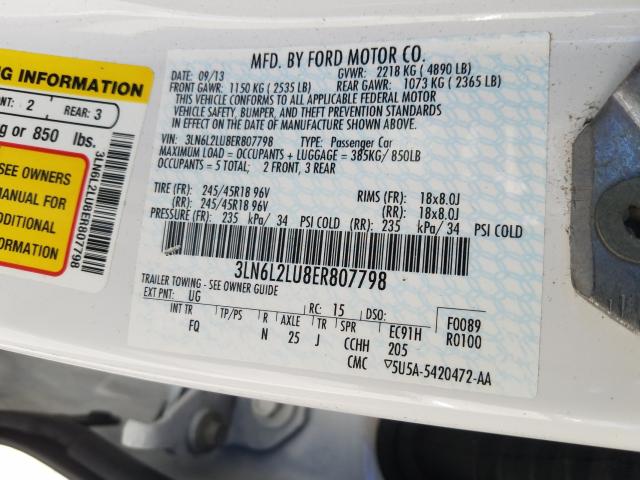 NG INFORMATION
NT: 2 REAR: 3
g or 850 lbs.
SEE OWNERS
MANUAL FOR
ADDITIONAL
FORMATION
3LN6L2LU8ER807798
MFD. BY FORD MOTOR CO.
DATE: 09/13 GVWR: 2218 KG ( 4890 LB)
FRONT GAWR: 1150 KG ( 2535 LB) REAR GAWR: 1073 KG ( 2365 LB)
THIS VEHICLE CONFORMS TO ALL APPLICABLE FEDERAL MOTOR
VEHICLE SAFETY, BUMPER, AND THEFT PREVENTION STANDARDS
IN EFFECT ON THE DATE OF MANUFACTURE SHOWN ABOVE.
VIN: 3LN6L2LU8ER807798 TYPE: Passenger Car
MAXIMUM LOAD = OCCUPANTS + LUGGAGE = 385KG/ 850LB
OCCUPANTS = 5 TOTAL; 2 FRONT, 3 REAR
TIRE (FR): 245/45R18 96V RIMS (FR): 18x8.0J
(RR): 245/45R18 96V (RR): 18x8.0J
PRESSURE (FR): 235 kPa/ 34 PSI COLD (RR): 235 kPa/ 34 PSI COLD
3LN6L2LU8ER807798
TRAILER TOWING - SEE OWNER GUIDE
EXT PNT: UG RC: 15 DSO: F0089
INT TR TP/PS R AXLE TR SPR EC91H R0100
FQ N 25 J CCHH 205
CMC ▽5U5A-5420472-AA